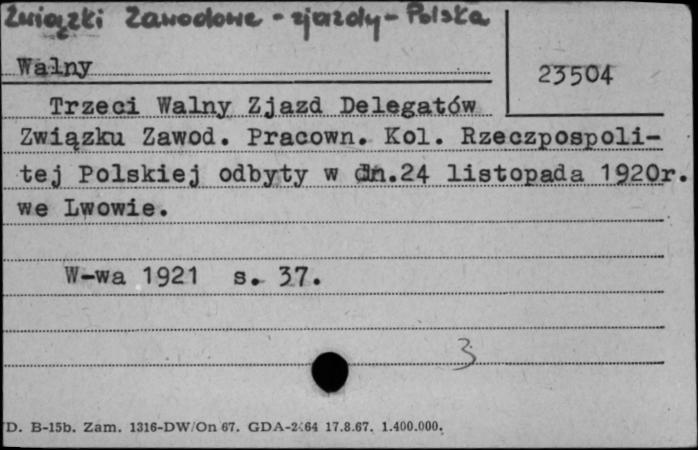 Związki Zawodowe - zjazdy - Polska
Walny
23504
Trzeci Walny Zjazd Delegatów
Związku Zawod. Pracown. Kol. Rzeczpospoli-
tej Polskiej odbyty w dn.24 listopada 1920r.
we Lwowie.
W-wa 1921 s. 37.
3
D. B-15b. Zam. 1316-DW/On 67. GDA-2364 17.8.67. 1.400.000.